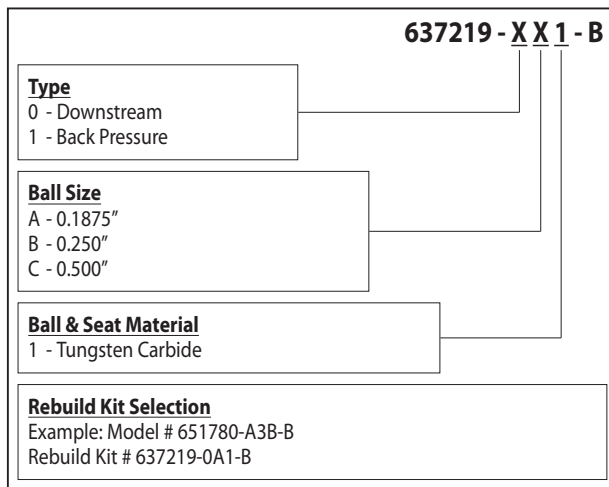 637219 - X X 1 - B
Type
0 - Downstream
1 - Back Pressure
Ball Size
A - 0.1875”
B - 0.250”
C - 0.500”
Ball & Seat Material
1 - Tungsten Carbide
Rebuild Kit Selection
Example: Model # 651780-A3B-B
Rebuild Kit # 637219-0A1-B